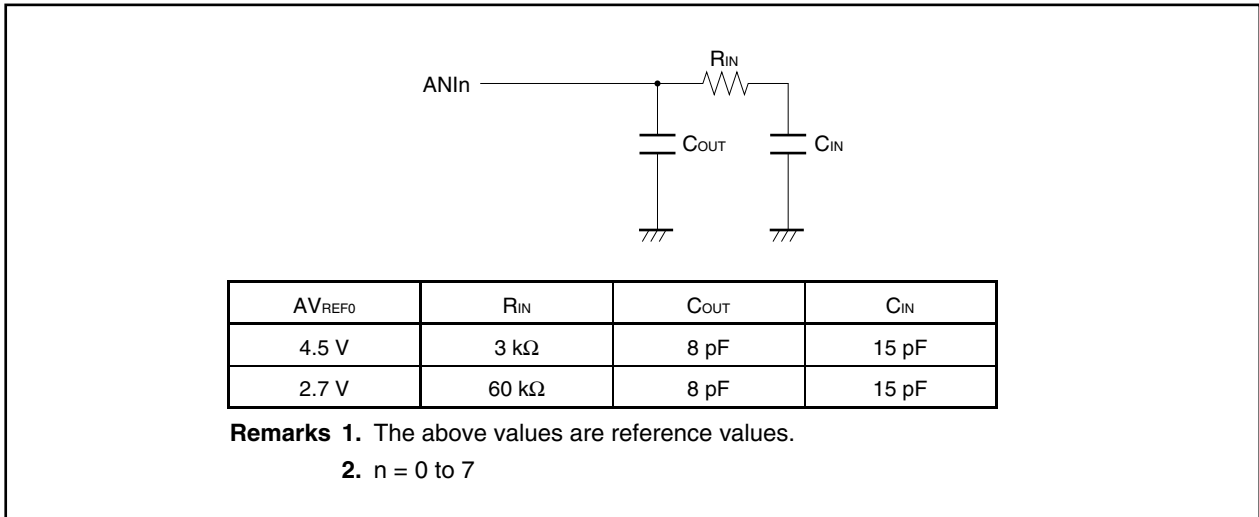 RIN
ANIn
COUT
CIN
AVREF0 RIN COUT CIN
4.5 V 3 kΩ 8 pF 15 pF
2.7 V 60 kΩ 8 pF 15 pF
Remarks 1. The above values are reference values.
2. n = 0 to 7